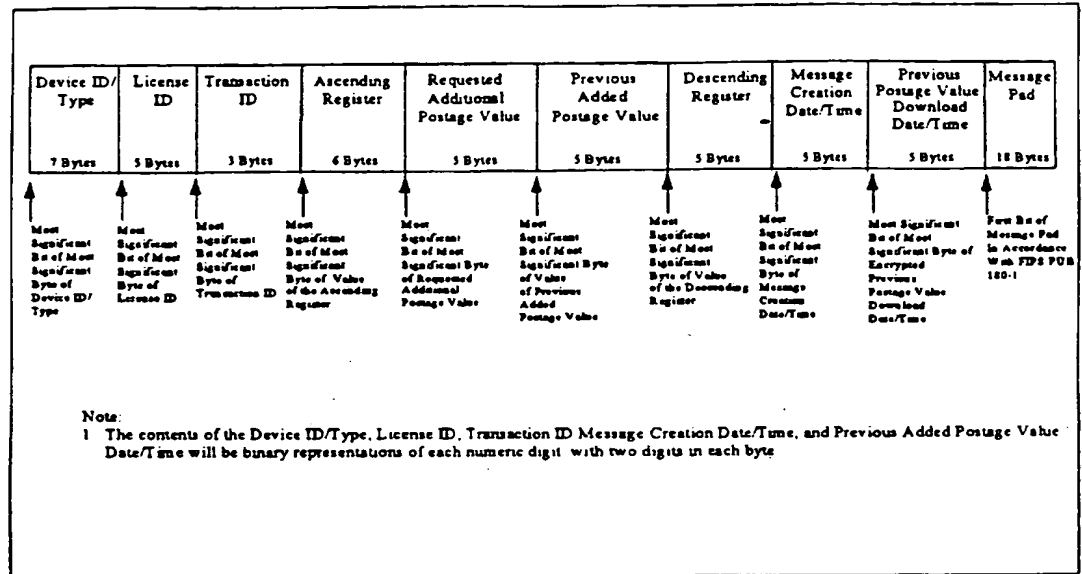 Device ID/
Type
7 Bytes
License
ID
5 Bytes
Transaction
ID
3 Bytes
Ascending
Register
6 Bytes
Requested
Additional
Postage Value
5 Bytes
Previous
Added
Postage Value
5 Bytes
Descending
Register
5 Bytes
Message
Creation
Date/Time
5 Bytes
Previous
Postage Value
Download
Date/Time
5 Bytes
Message
Pad
18 Bytes
Most
Significant
Bit of Most
Significant
Byte of
Device ID/
Type
Most
Significant
Bit of Most
Significant
Byte of
License ID
Most
Significant
Bit of Most
Significant
Byte of
Transaction ID
Most
Significant
Bit of Most
Significant
Byte of Value
of the Ascending
Register
Most
Significant
Bit of Most
Significant Byte
of Requested
Additional
Postage Value
Most
Significant
Bit of Most
Significant Byte
of Value
of Previous
Added
Postage Value
Most
Significant
Bit of Most
Significant
Byte of Value
of the Descending
Register
Most
Significant
Bit of Most
Significant
Byte of
Message
Creation
Date/Time
Most Significant
Bit of Most
Significant Byte of
Encrypted
Previous
Postage Value
Download
Date/Time
First Bit of
Message Pad
In Accordance
With FIPS PUB
180-1
Note:
1 The contents of the Device ID/Type, License ID, Transaction ID Message Creation Date/Time, and Previous Added Postage Value
Date/Time will be binary representations of each numeric digit with two digits in each byte